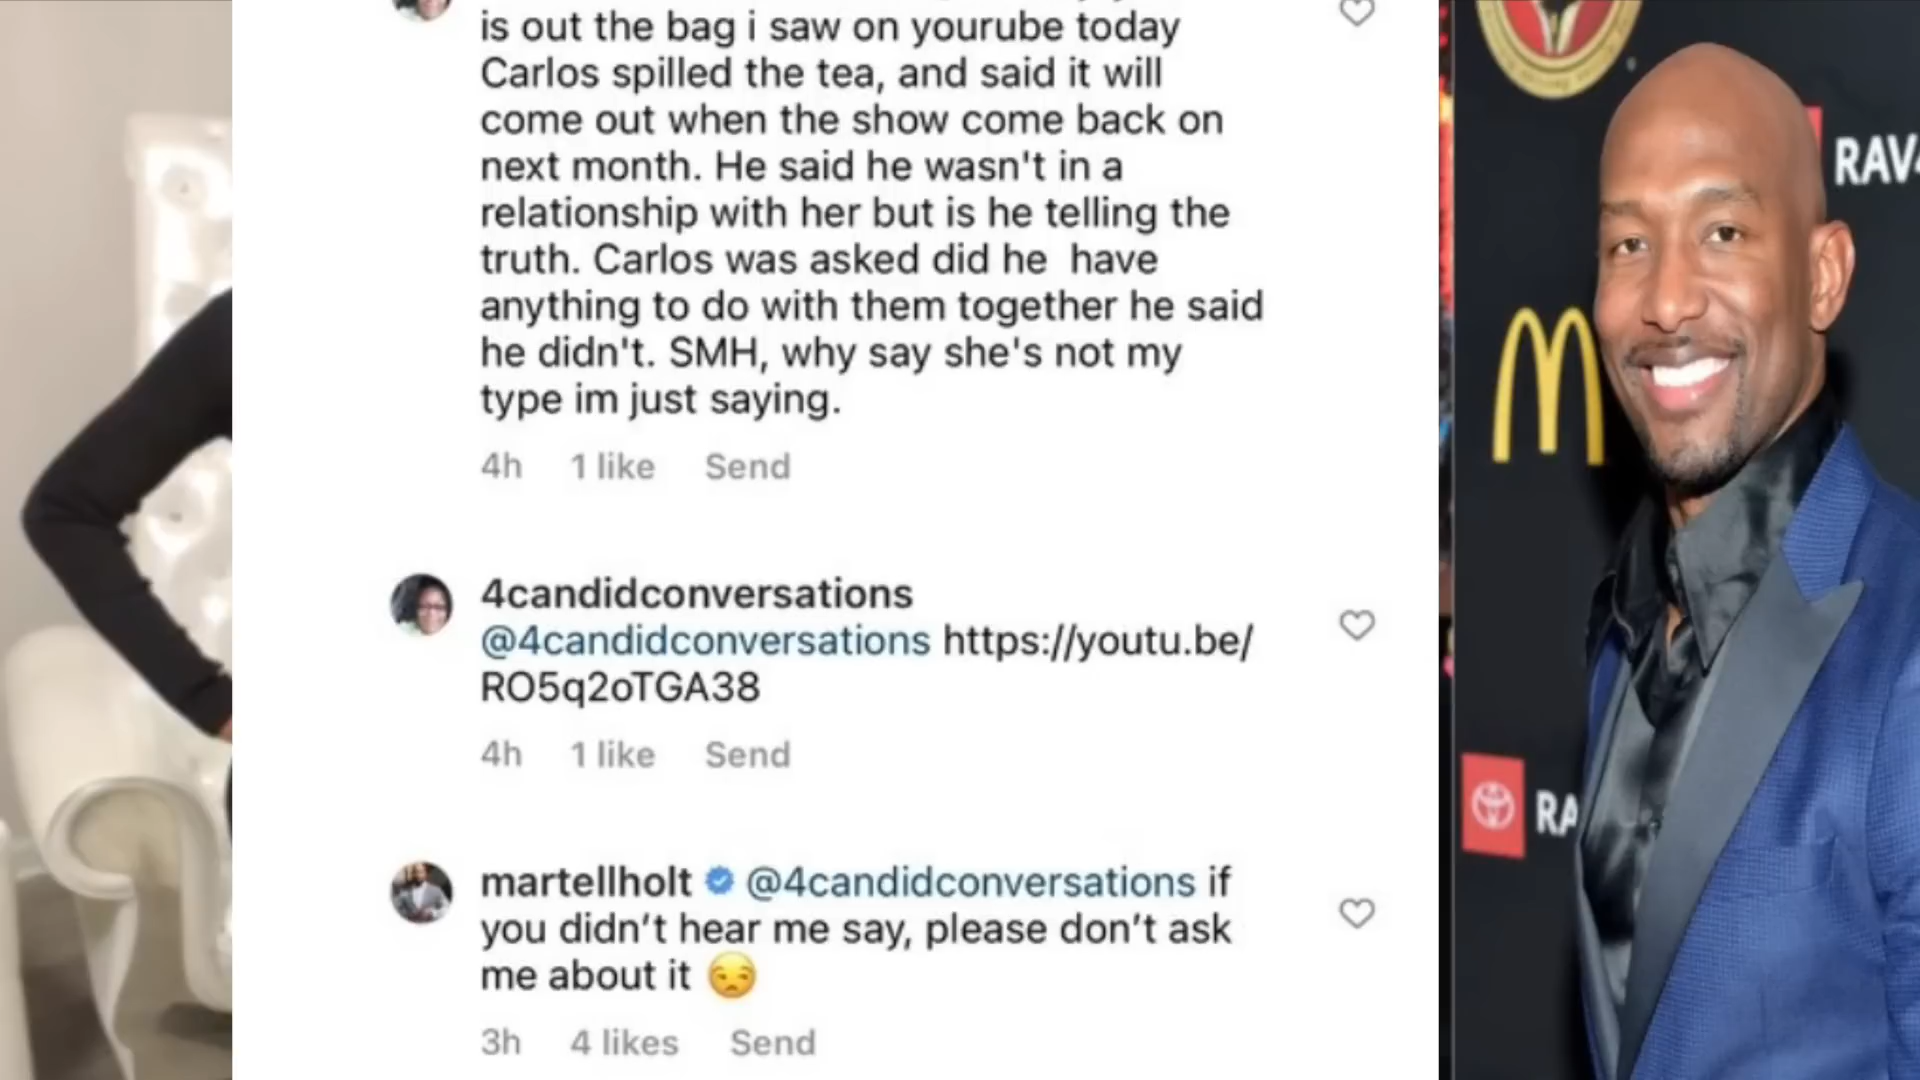 is out the bag i saw on yourube today
Carlos spilled the tea, and said it will
come out when the show come back on
next month. He said he wasn't in a
relationship with her but is he telling the
truth. Carlos was asked did he  have
anything to do with them together he said
he didn't. SMH, why say she's not my
type im just saying.
4h 1 like Send
4candidconversations
@4candidconversations https://youtu.be/
RO5q2oTGA38
4h 1 like Send
martellholt @4candidconversations if
you didn’t hear me say, please don’t ask
me about it 😒
3h 4 likes Send
RAV4
RA